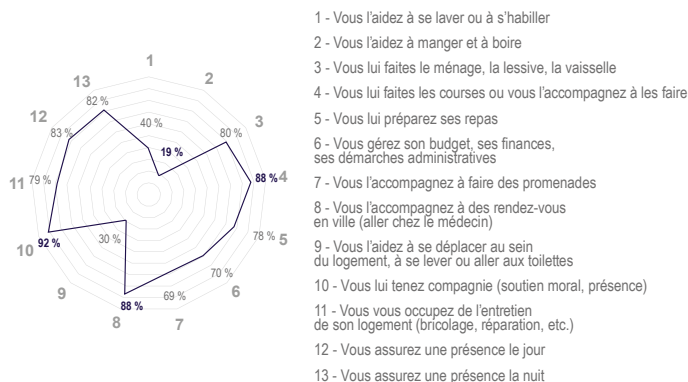 1
2
3
4
5
6
7
8
9
10
11
12
13
40 %
19 %
80 %
88 %
78 %
70 %
69 %
88 %
30 %
92 %
79 %
83 %
82 %
1 - Vous l’aidez à se laver ou à s’habiller
2 - Vous l’aidez à manger et à boire
3 - Vous lui faites le ménage, la lessive, la vaisselle
4 - Vous lui faites les courses ou vous l’accompagnez à les faire
5 - Vous lui préparez ses repas
6 - Vous gérez son budget, ses finances,
ses démarches administratives
7 - Vous l’accompagnez à faire des promenades
8 - Vous l’accompagnez à des rendez-vous
en ville (aller chez le médecin)
9 - Vous l’aidez à se déplacer au sein
du logement, à se lever ou aller aux toilettes
10 - Vous lui tenez compagnie (soutien moral, présence)
11 - Vous vous occupez de l’entretien
de son logement (bricolage, réparation, etc.)
12 - Vous assurez une présence le jour
13 - Vous assurez une présence la nuit